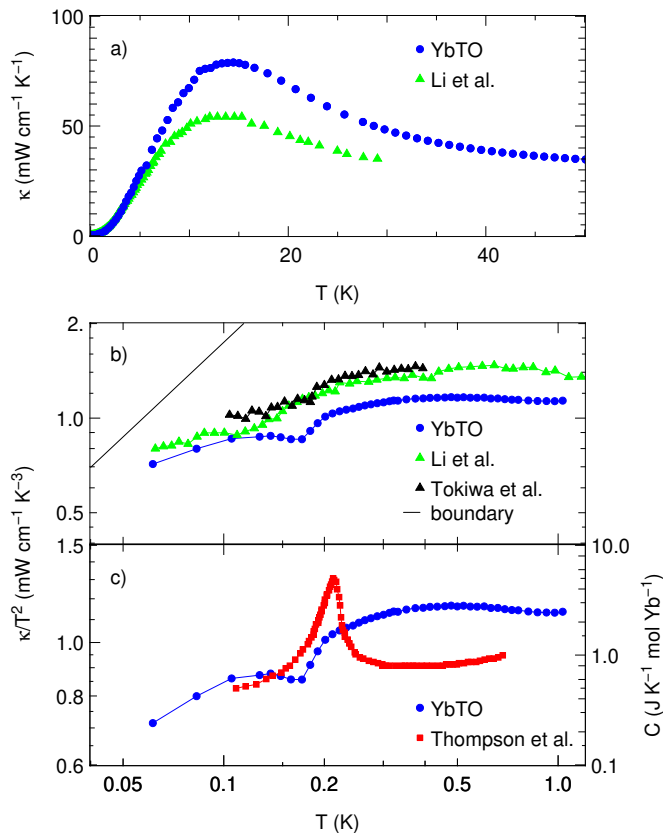 100
a)
YbTO
Li et al.
50
0
κ (mW cm⁻¹ K⁻¹)
0 20 40
T (K)
2.
b)
1.0
0.5
YbTO
Li et al.
Tokiwa et al.
boundary
κ/T² (mW cm⁻¹ K⁻³)
1.5
c)
1.0
0.8
0.6
YbTO
Thompson et al.
10.0
1.0
0.1
C (J K⁻¹ mol Yb⁻¹)
0.05 0.1 0.2 0.5 1.0
T (K)